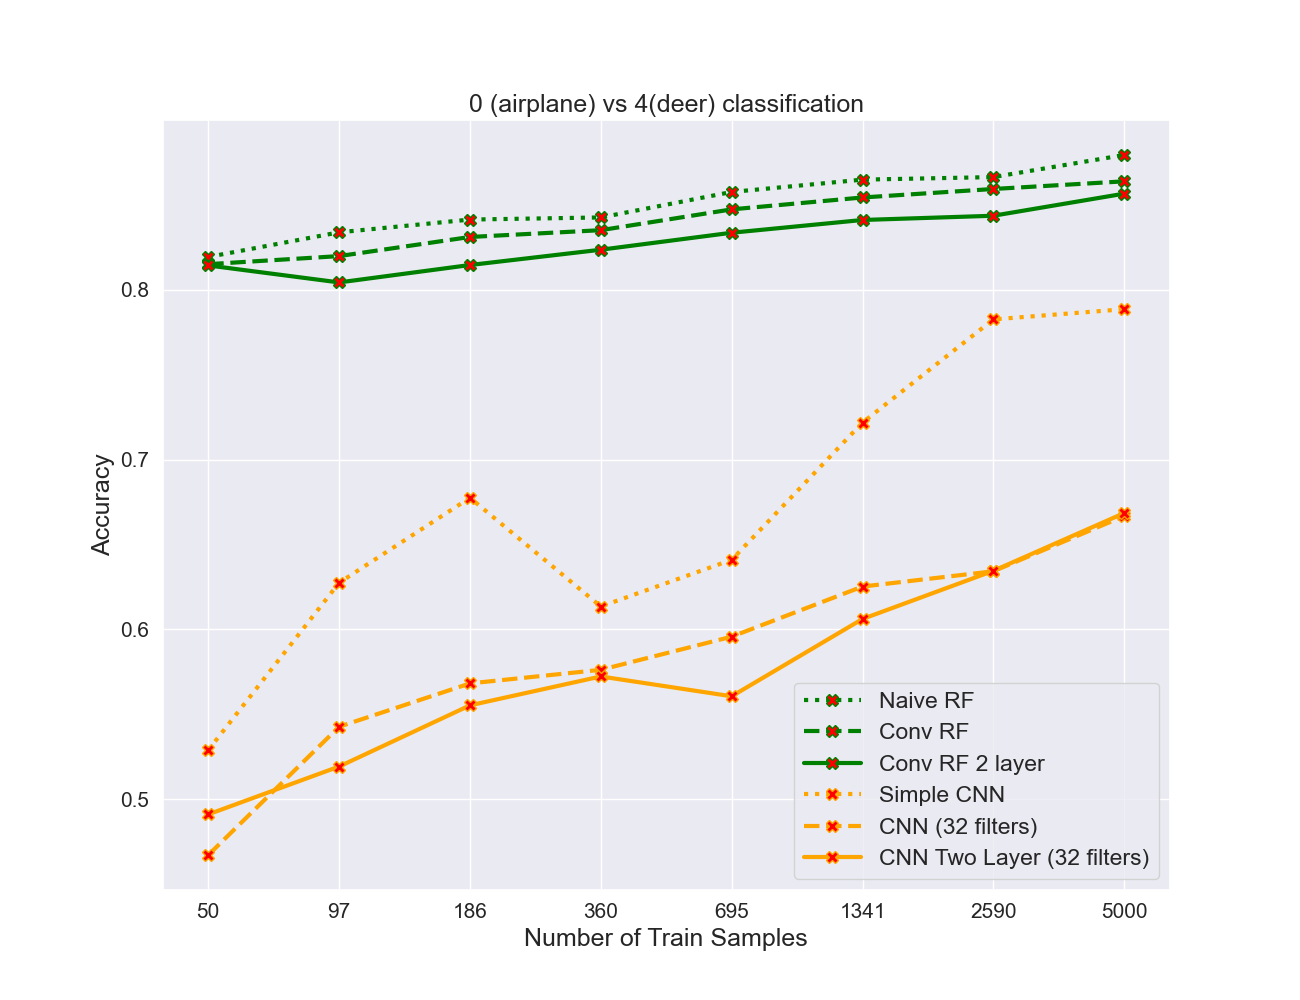 0 (airplane) vs 4(deer) classification
Accuracy
0.8
0.7
0.6
0.5
Naive RF
Conv RF
Conv RF 2 layer
Simple CNN
CNN (32 filters)
CNN Two Layer (32 filters)
50 97 186 360 695 1341 2590 5000
Number of Train Samples